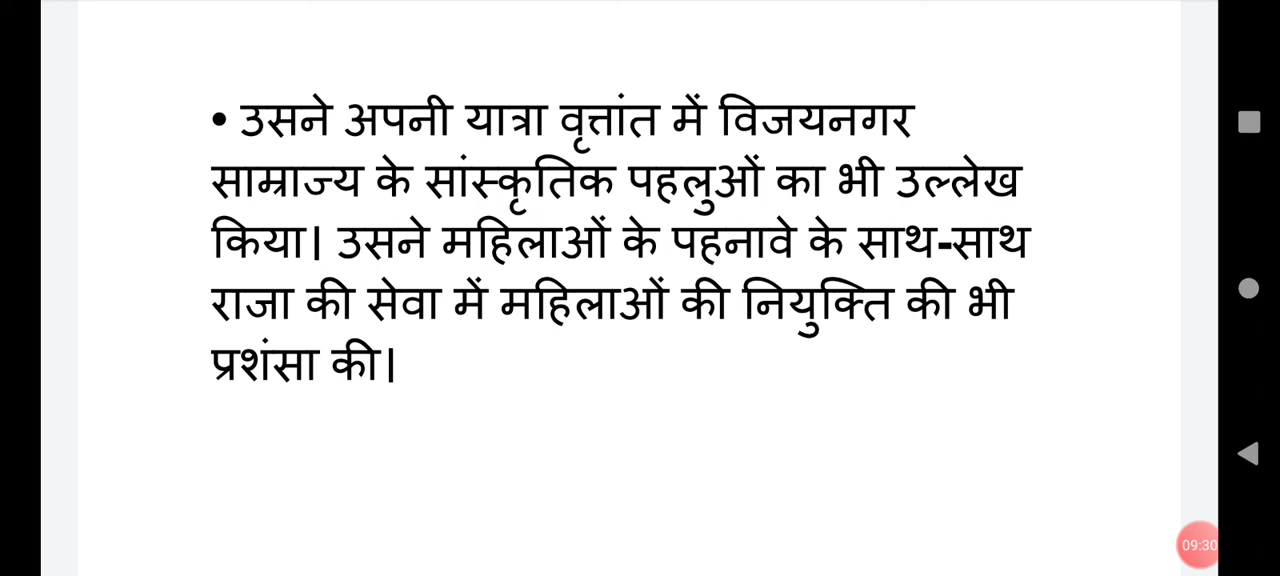 • उसने अपनी यात्रा वृत्तांत में विजयनगर
साम्राज्य के सांस्कृतिक पहलुओं का भी उल्लेख
किया। उसने महिलाओं के पहनावे के साथ-साथ
राजा की सेवा में महिलाओं की नियुक्ति की भी
प्रशंसा की।
09:30